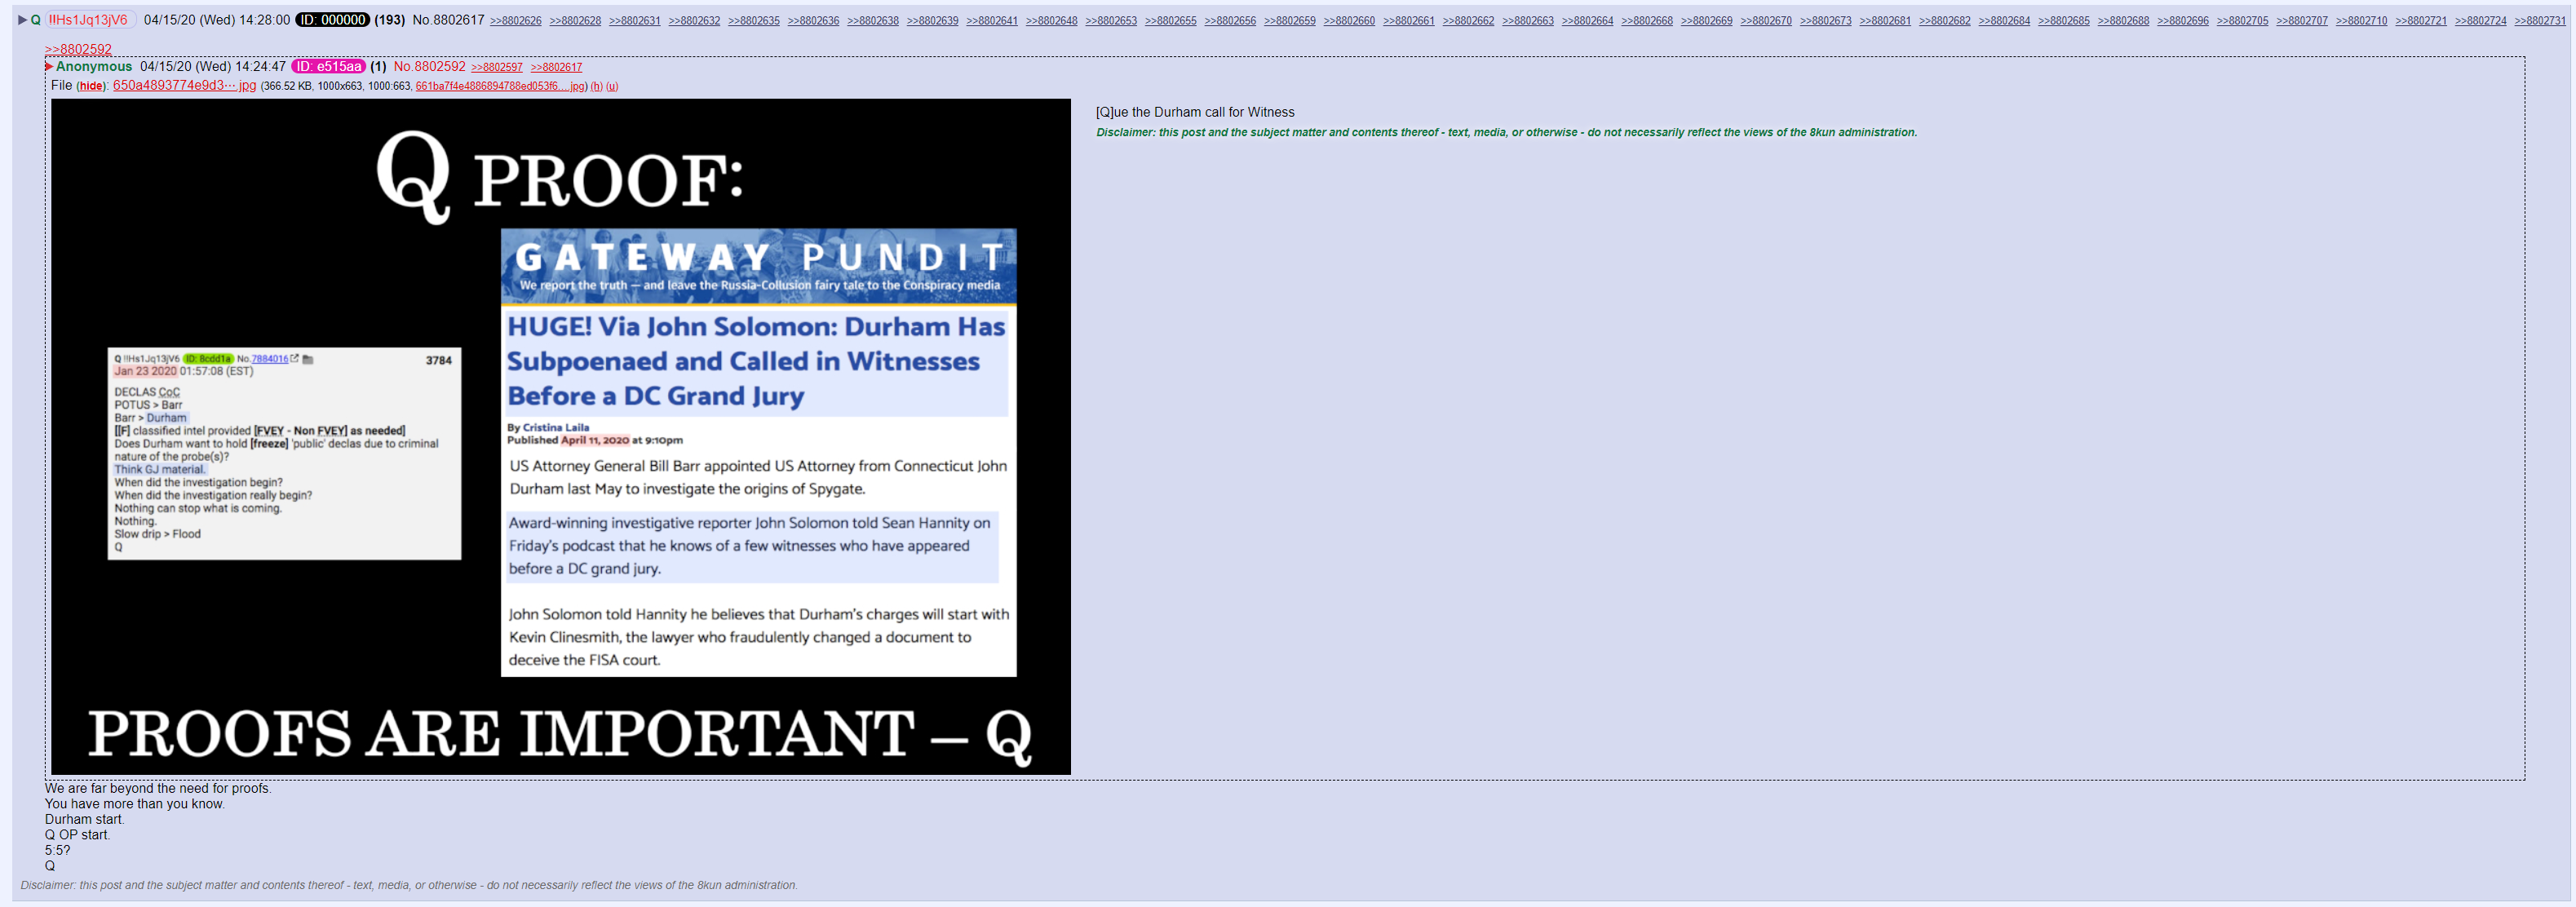 ▶ Q !!Hs1Jq13jV6 04/15/20 (Wed) 14:28:00 ID: 000000 (193) No.8802617 >>8802626 >>8802628 >>8802631 >>8802632 >>8802635 >>8802636 >>8802638 >>8802639 >>8802641 >>8802648 >>8802653 >>8802655 >>8802656 >>8802659 >>8802660 >>8802661 >>8802662 >>8802663 >>8802664 >>8802668 >>8802669 >>8802670 >>8802673 >>8802681 >>8802682 >>8802684 >>8802685 >>8802688 >>8802696 >>8802705 >>8802707 >>8802710 >>8802721 >>8802724 >>8802731
>>8802592
Anonymous 04/15/20 (Wed) 14:24:47 ID: e515aa (1) No.8802592 >>8802597 >>8802617
File (hide): 650a4893774e9d3⋯.jpg (366.52 KB, 1000x663, 1000:663, 661ba7f4e4886894788ed053f6....jpg) (h) (u)
Q PROOF:
Q !!Hs1Jq13jV6 ID: 8cdd1a No.7884016 3784
Jan 23 2020 01:57:08 (EST)
DECLAS CoC
POTUS > Barr
Barr > Durham
[[F] classified intel provided [FVEY - Non FVEY] as needed]
Does Durham want to hold [freeze] 'public' declas due to criminal
nature of the probe(s)?
Think GJ material.
When did the investigation begin?
When did the investigation really begin?
Nothing can stop what is coming.
Nothing.
Slow drip > Flood
Q
GATEWAY PUNDIT
We report the truth — and leave the Russia-Collusion fairy tale to the Conspiracy media
HUGE! Via John Solomon: Durham Has
Subpoenaed and Called in Witnesses
Before a DC Grand Jury
By Cristina Laila
Published April 11, 2020 at 9:10pm
US Attorney General Bill Barr appointed US Attorney from Connecticut John
Durham last May to investigate the origins of Spygate.
Award-winning investigative reporter John Solomon told Sean Hannity on
Friday's podcast that he knows of a few witnesses who have appeared
before a DC grand jury.
John Solomon told Hannity he believes that Durham's charges will start with
Kevin Clinesmith, the lawyer who fraudulently changed a document to
deceive the FISA court.
PROOFS ARE IMPORTANT – Q
[Q]ue the Durham call for Witness
Disclaimer: this post and the subject matter and contents thereof - text, media, or otherwise - do not necessarily reflect the views of the 8kun administration.
We are far beyond the need for proofs.
You have more than you know.
Durham start.
Q OP start.
5:5?
Q
Disclaimer: this post and the subject matter and contents thereof - text, media, or otherwise - do not necessarily reflect the views of the 8kun administration.